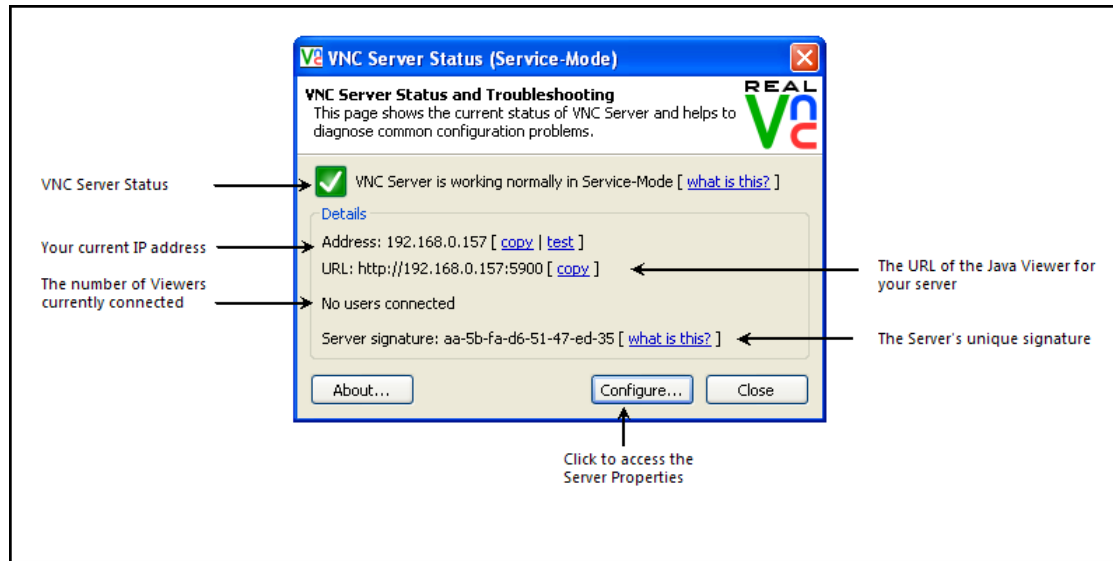 VNC Server Status (Service-Mode)
VNC Server Status and Troubleshooting
This page shows the current status of VNC Server and helps to
diagnose common configuration problems.
REAL
Vnc
VNC Server Status
VNC Server is working normally in Service-Mode [ what is this? ]
Details
Your current IP address
Address: 192.168.0.157 [ copy | test ]
URL: http://192.168.0.157:5900 [ copy ]
The URL of the Java Viewer for
your server
The number of Viewers
currently connected
No users connected
Server signature: aa-5b-fa-d6-51-47-ed-35 [ what is this? ]
The Server's unique signature
About...
Configure...
Close
Click to access the
Server Properties